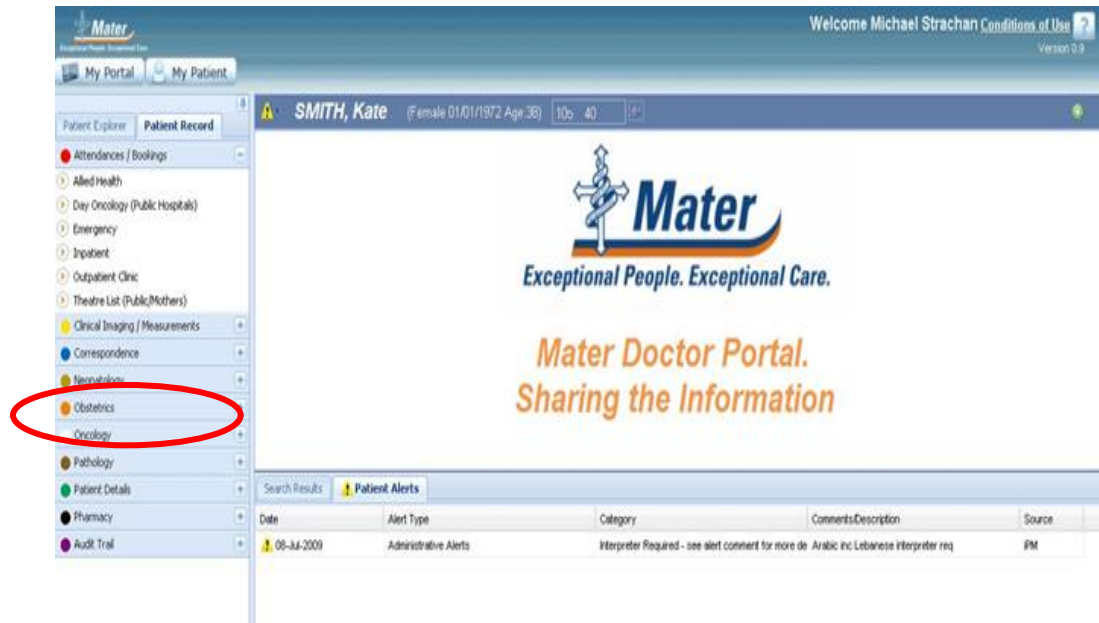 Mater
Exceptional People. Exceptional Care.
Welcome Michael Strachan Conditions of Use ?
Version 0.9
My Portal My Patient
Patient Explorer Patient Record
SMITH, Kate (Female 01/01/1972 Age 38) 40
Attendances / Bookings
Allied Health
Day Oncology (Public Hospitals)
Emergency
Inpatient
Outpatient Clinic
Theatre List (Public/Mothers)
Clinical Imaging / Measurements
Correspondence
Neonatology
Obstetrics
Oncology
Pathology
Patient Details
Pharmacy
Audit Trail
Mater
Exceptional People. Exceptional Care.
Mater Doctor Portal.
Sharing the Information
Search Results Patient Alerts
Date Alert Type Category Comments/Description Source
08-Jul-2009 Administrative Alerts Interpreter Required - see alert comment for more de Arabic inc Lebanese interpreter req iPM